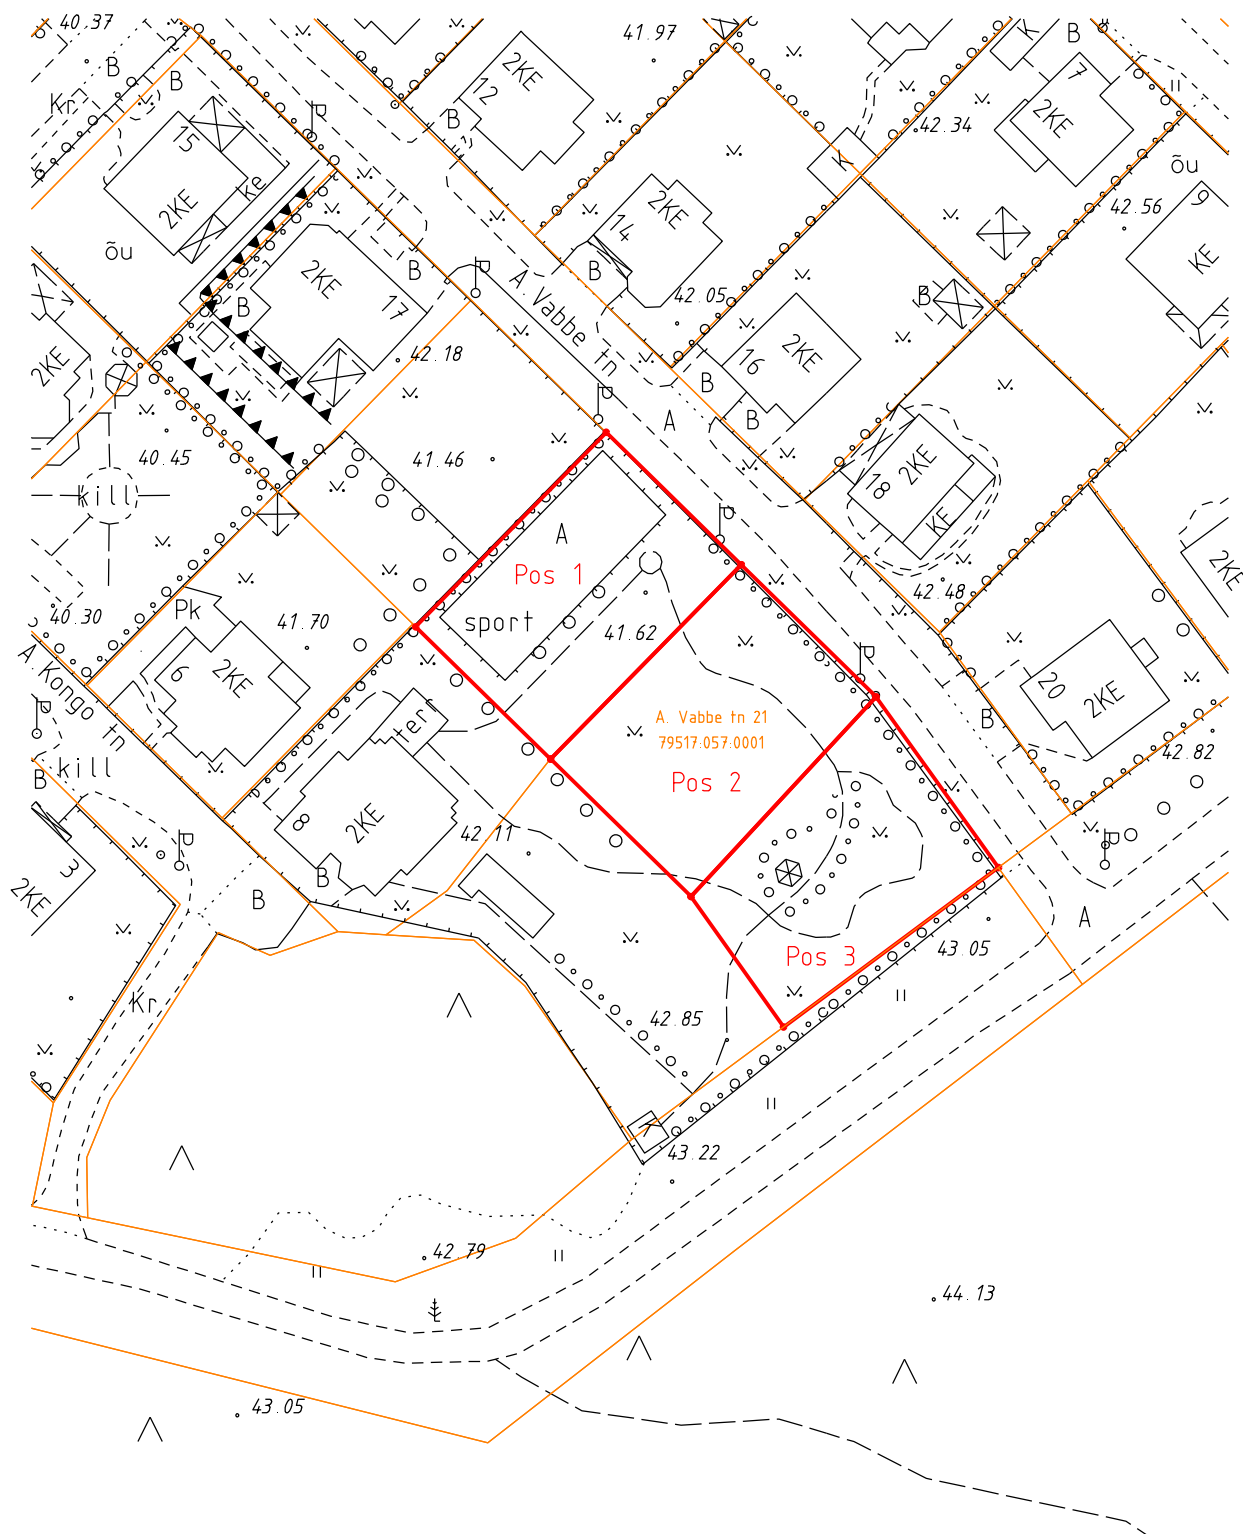 40.37
41.97
B
B
B
Kr
2KE
12
B
7
K
2KE
42.34
K
õu
15
2KE
ke
õu
2KE
14
B
42.56
9
KE
2KE
17
B
B
A.Vabbe tn
42.05
B
2KE
42.18
16
2KE
B
B
A
40.45
41.46
kill
18
2KE
KE
A
Pos 1
2KE
42.48
40.30
Pk
41.70
sport
41.62
A.Kongo tn
6
2KE
20
2KE
B
terr
A. Vabbe tn 21
79517:057:0001
42.82
kill
B
Pos 2
8
2KE
42.11
3
2KE
B
B
A
Pos 3
43.05
Kr
42.85
K
43.22
42.79
44.13
43.05